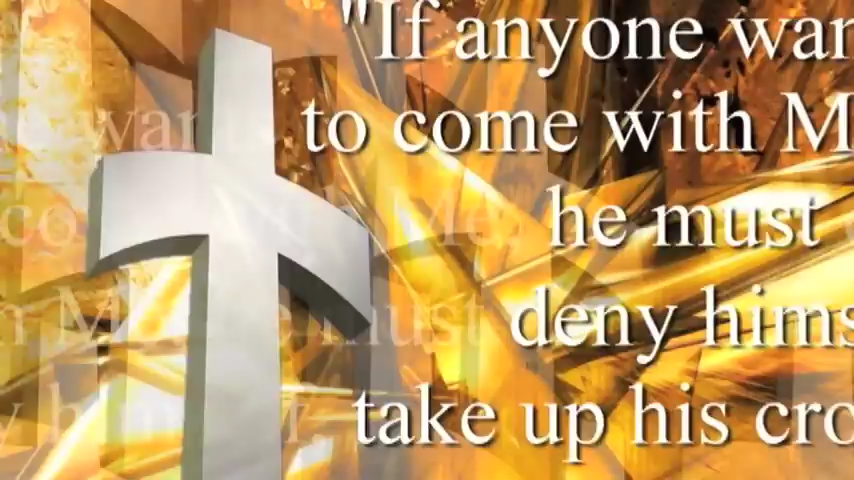 "If anyone wan
to come with M
he must
deny hims
take up his cro